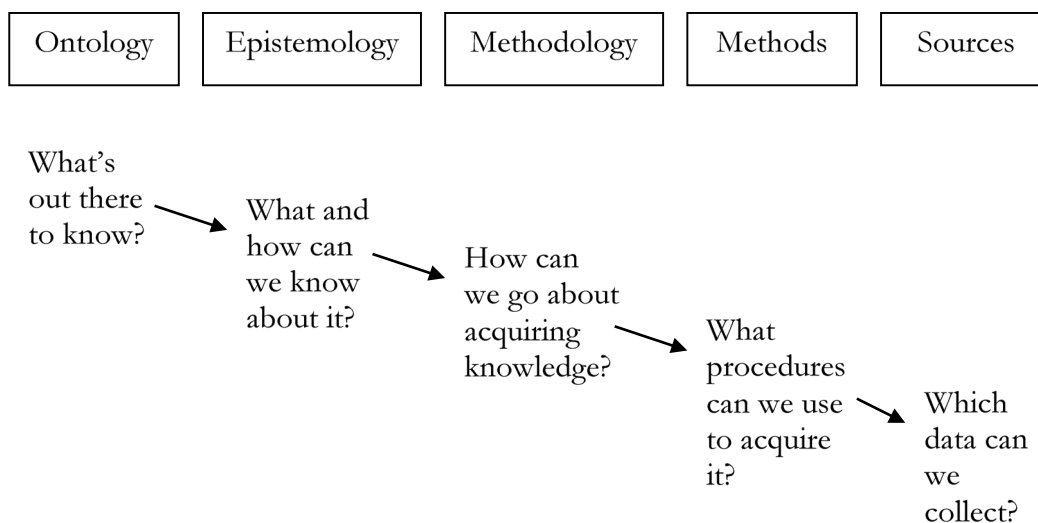 Ontology
Epistemology
Methodology
Methods
Sources
What’s
out there
to know?
What and
how can
we know
about it?
How can
we go about
acquiring
knowledge?
What
procedures
can we use
to acquire
it?
Which
data can
we
collect?